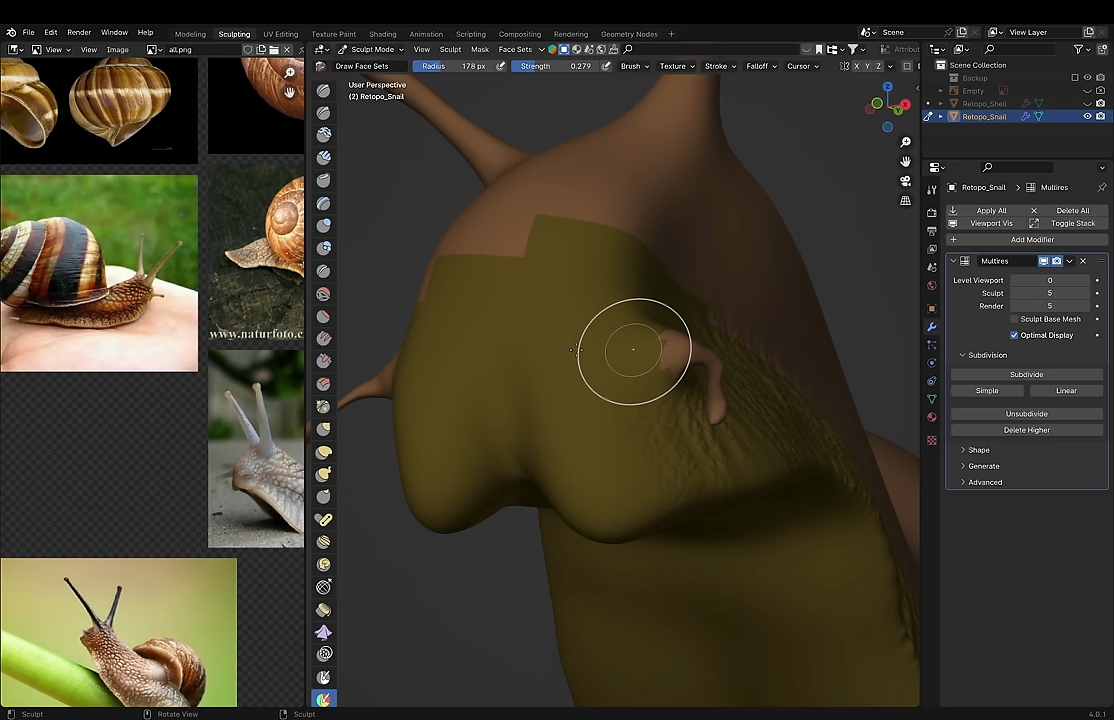 File Edit Render Window Help Modeling Sculpting UV Editing Texture Paint Shading Animation Rendering Compositing Scripting Geometry Nodes + Scene View Layer
View View Image all.png Sculpt Mode View Sculpt Mask Face Sets Attribut
Draw Face Sets Radius 178 px Strength 0.279 Brush Texture Stroke Falloff Cursor X Y Z
Scene Collection
Backup
Empty
Retopo_Shell
Retopo_Snail
User Perspective
(2) Retopo_Snail
Z
X
Y
Retopo_Snail Multires
Apply All Delete All
Viewport Vis Toggle Stack
Add Modifier
Multires
Level Viewport 0
Sculpt 5
Render 5
Sculpt Base Mesh
Optimal Display
Subdivision
Subdivide
Simple Linear
Unsubdivide
Delete Higher
Shape
Generate
Advanced
www.naturfoto.c
Sculpt Rotate View Sculpt 4.0.1